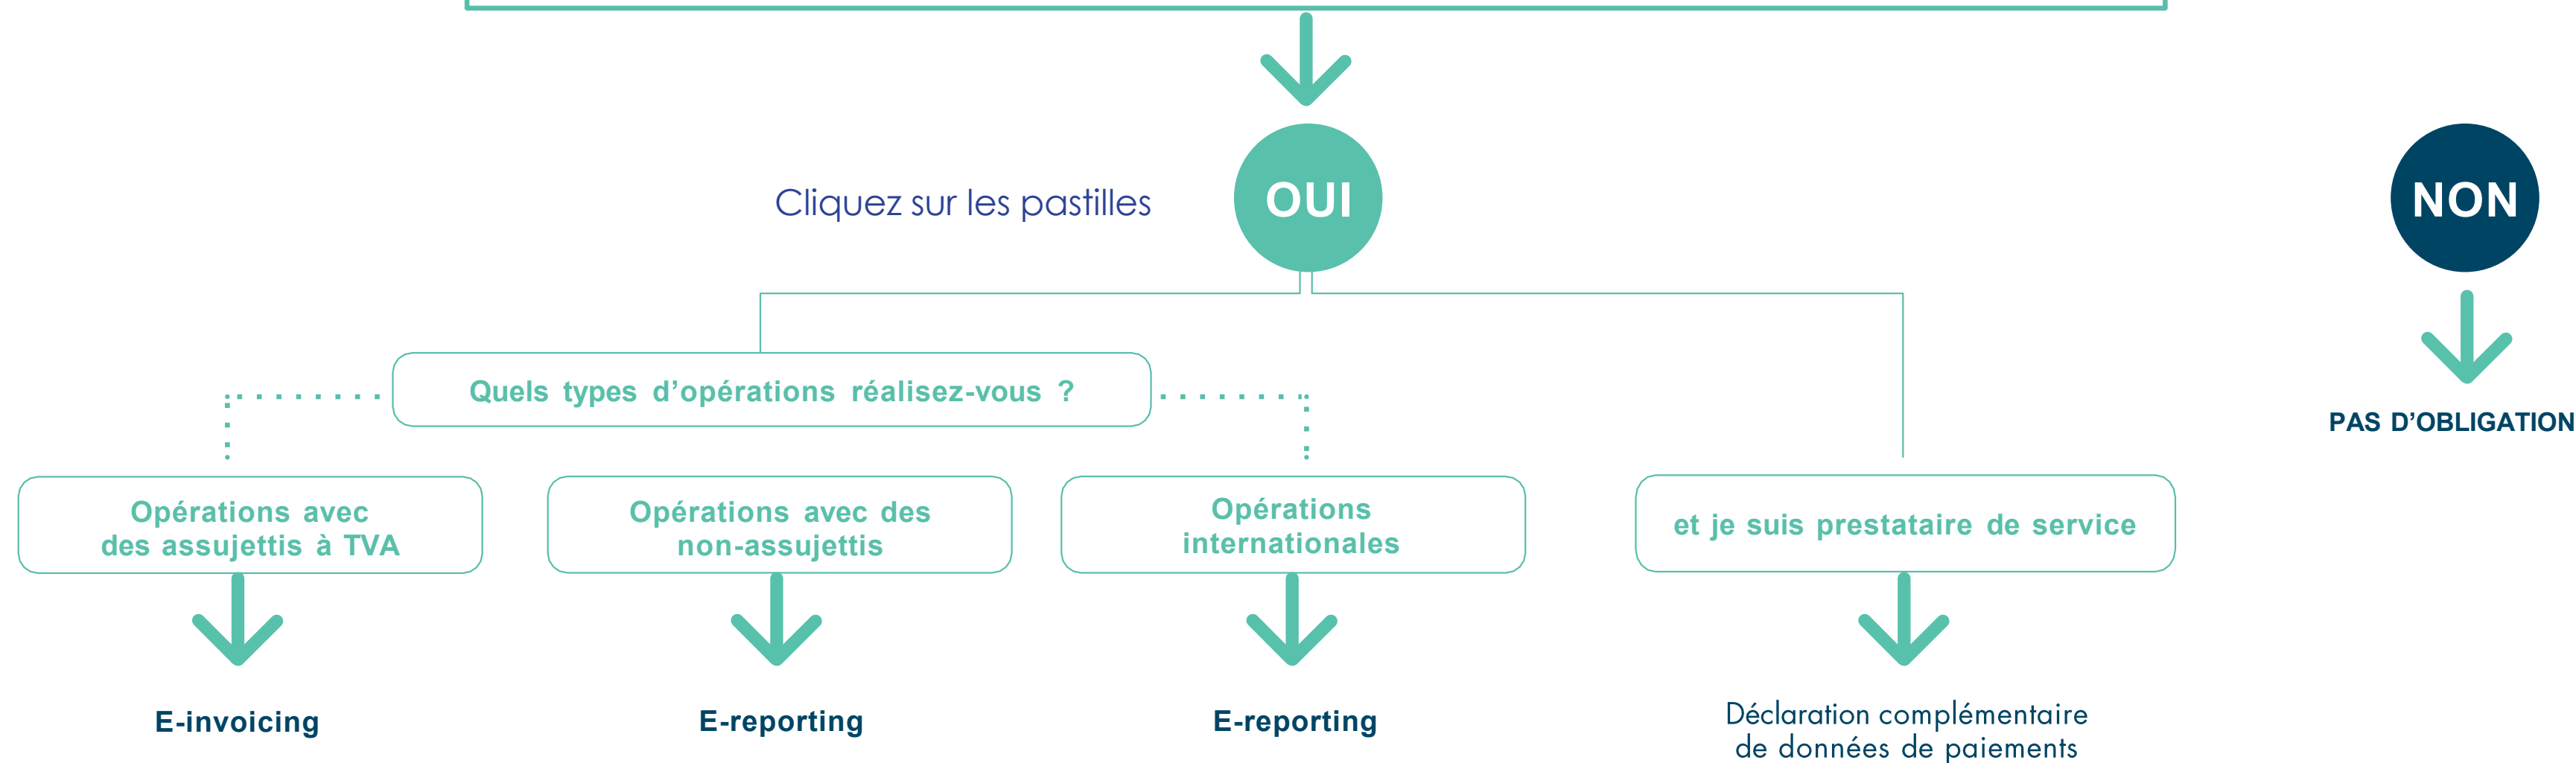 Cliquez sur les pastilles
OUI
NON
Quels types d’opérations réalisez-vous ?
PAS D’OBLIGATION
Opérations avec
des assujettis à TVA
Opérations avec des
non-assujettis
Opérations
internationales
et je suis prestataire de service
E-invoicing
E-reporting
E-reporting
Déclaration complémentaire
de données de paiements